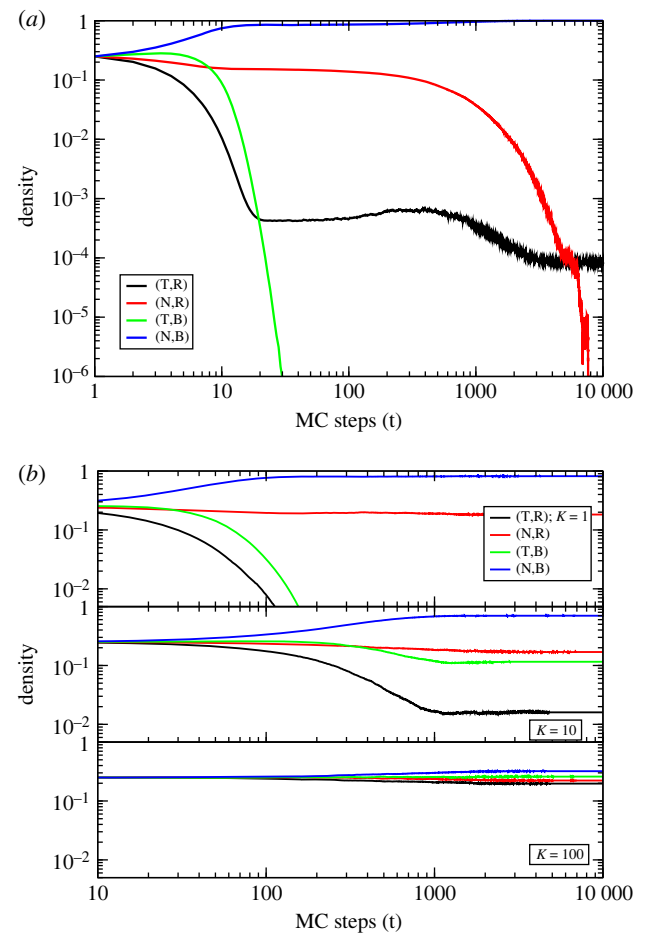 (a)
1
10⁻¹
10⁻²
10⁻³
10⁻⁴
10⁻⁵
10⁻⁶
density
(T,R)
(N,R)
(T,B)
(N,B)
1 10 100 1000 10 000
MC steps (t)
(b)
1
10⁻¹
10⁻²
(T,R); K = 1
(N,R)
(T,B)
(N,B)
1
10⁻¹
10⁻²
density
K = 10
1
10⁻¹
10⁻²
K = 100
10 100 1000 10 000
MC steps (t)